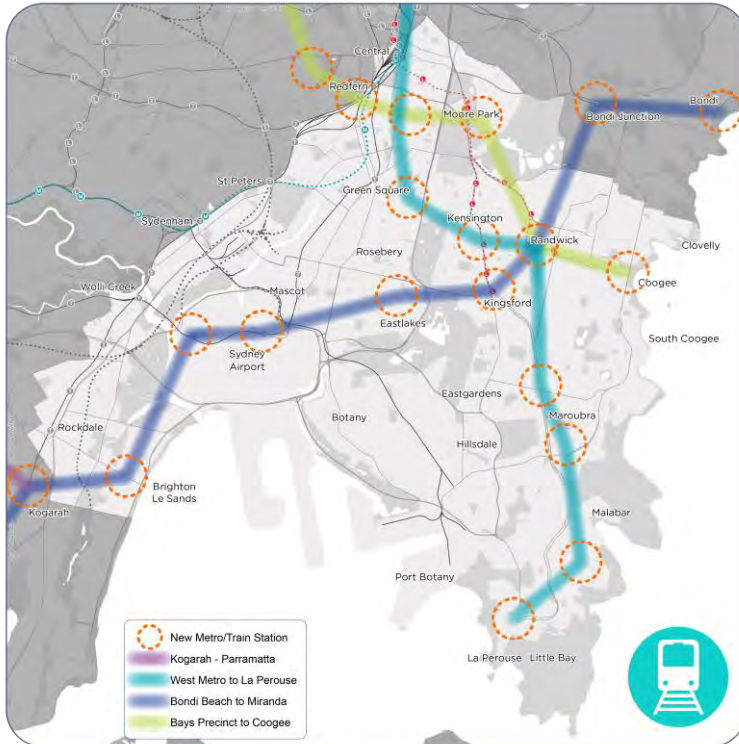 Central
Redfern
Moore Park
Bondi
Bondi Junction
St Peters
Green Square
Kensington
Sydenham
Randwick
Clovelly
Rosebery
Wolli Creek
Coogee
Mascot
Kingsford
Eastlakes
South Coogee
Sydney
Airport
Eastgardens
Botany
Maroubra
Rockdale
Hillsdale
Brighton
Le Sands
Kogarah
Malabar
Port Botany
La Perouse
Little Bay
New Metro/Train Station
Kogarah - Parramatta
West Metro to La Perouse
Bondi Beach to Miranda
Bays Precinct to Coogee